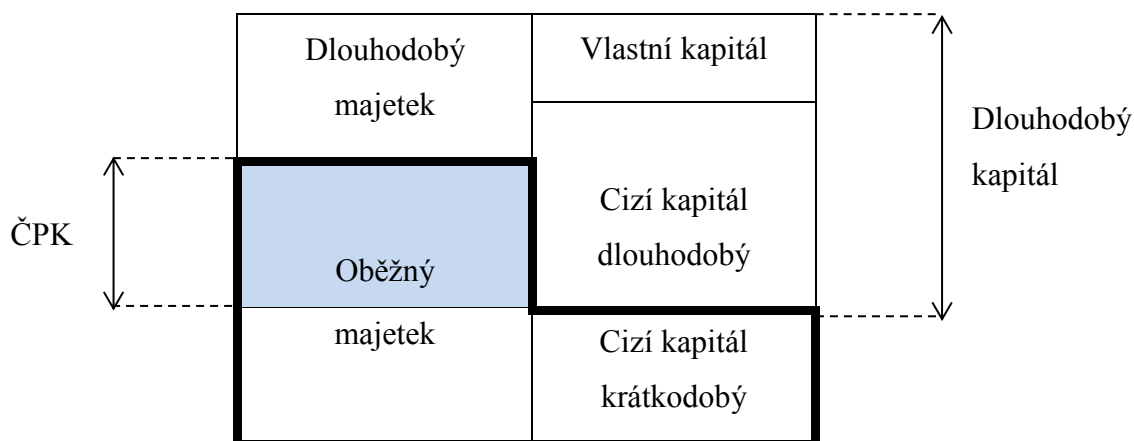 Dlouhodobý
majetek
Vlastní kapitál
Dlouhodobý
kapitál
ČPK
Cizí kapitál
dlouhodobý
Oběžný
majetek
Cizí kapitál
krátkodobý